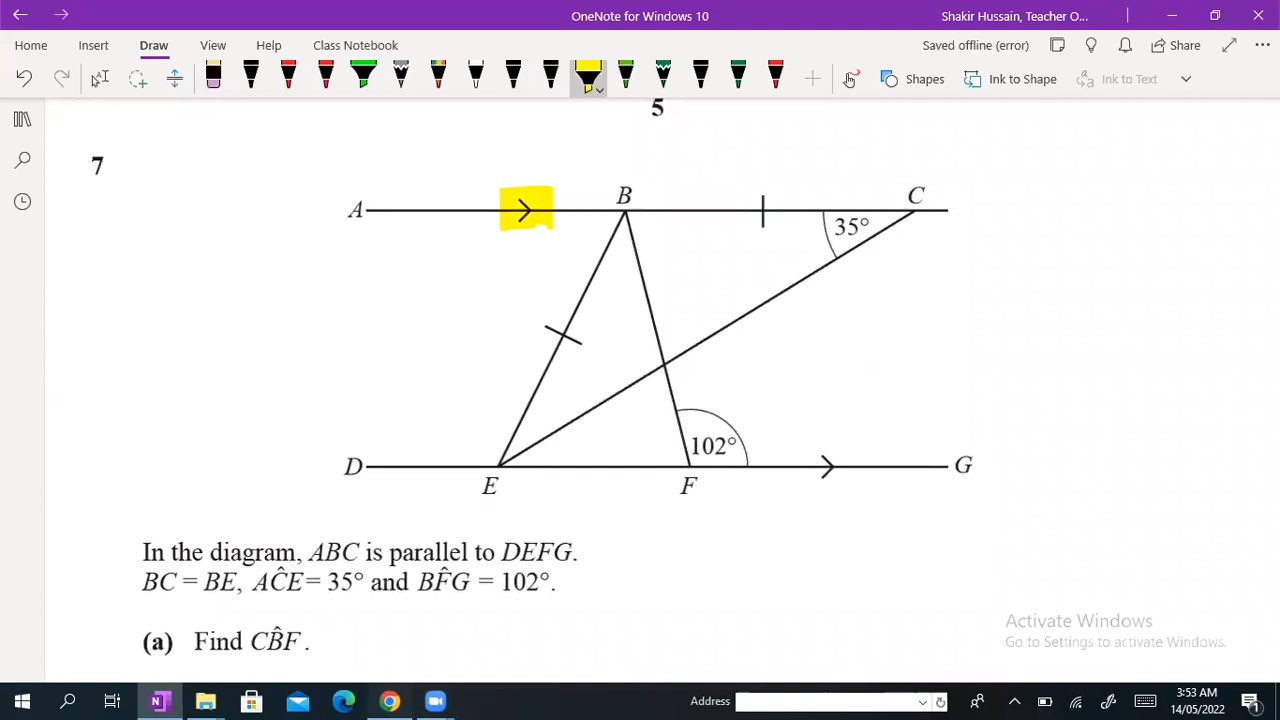 OneNote for Windows 10
Shakir Hussain, Teacher O...
Home Insert Draw View Help Class Notebook
Saved offline (error)
Share
Shapes
Ink to Shape
Ink to Text
5
7
A B C
35°
102°
D E F G
In the diagram, ABC is parallel to DEFG.
BC = BE, AĈE = 35° and BF̂G = 102°.
(a) Find CB̂F .
Activate Windows
Go to Settings to activate Windows.
Address
3:53 AM
14/05/2022
1